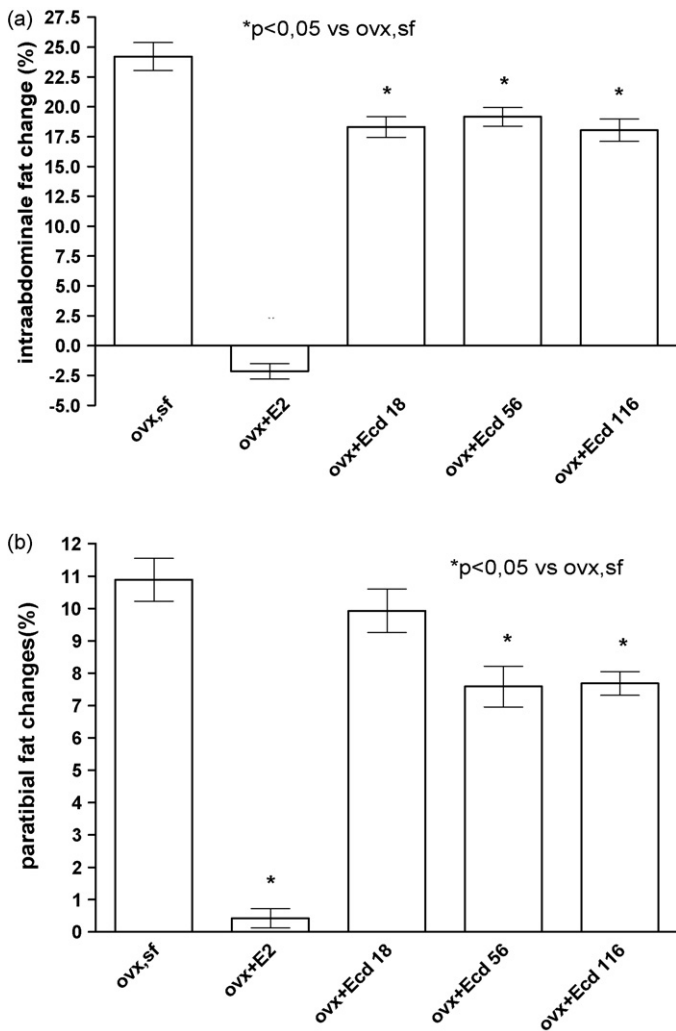 (a)
*p<0,05 vs ovx,sf
intraabdominale fat change (%)
27.5
25.0
22.5
20.0
17.5
15.0
12.5
10.0
7.5
5.0
2.5
0.0
-2.5
-5.0
*
*
*
ovx,sf
ovx+E2
ovx+Ecd 18
ovx+Ecd 56
ovx+Ecd 116
(b)
*p<0,05 vs ovx,sf
paratibial fat changes(%)
12
11
10
9
8
7
6
5
4
3
2
1
0
*
*
*
ovx,sf
ovx+E2
ovx+Ecd 18
ovx+Ecd 56
ovx+Ecd 116